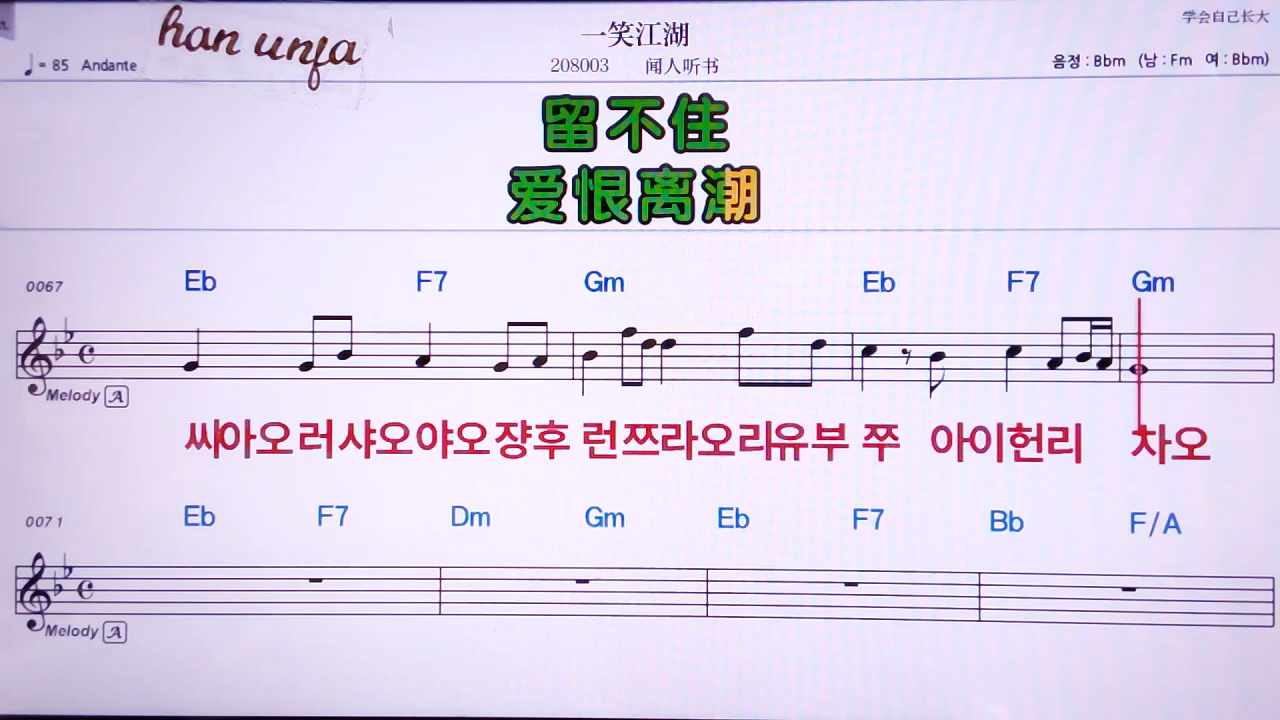 学会自己长大
han unfa
一笑江湖
♩= 85 Andante
208003 闻人听书
음정 : Bbm (남 : Fm 여 : Bbm)
留不住
爱恨离潮
0067 Eb F7 Gm Eb F7 Gm
Melody A
씨아오러샤오야오쟝후 런쯔라오리유부 쭈 아이헌리 차오
0071 Eb F7 Dm Gm Eb F7 Bb F/A
Melody A